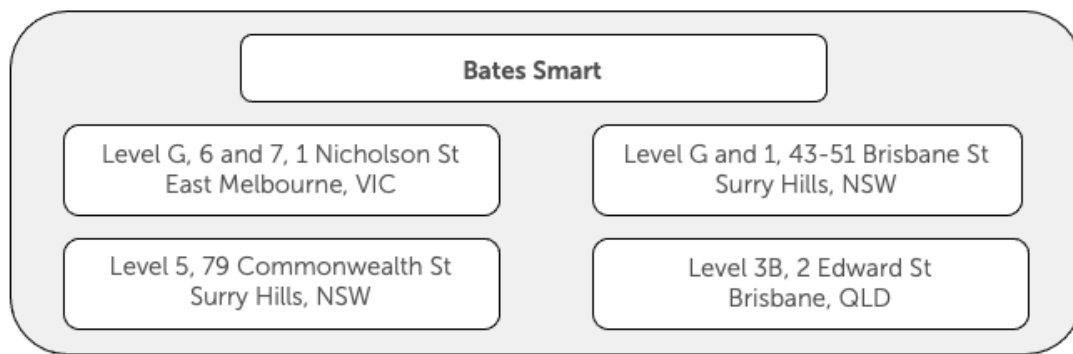 Bates Smart
Level G, 6 and 7, 1 Nicholson St
East Melbourne, VIC
Level G and 1, 43-51 Brisbane St
Surry Hills, NSW
Level 5, 79 Commonwealth St
Surry Hills, NSW
Level 3B, 2 Edward St
Brisbane, QLD